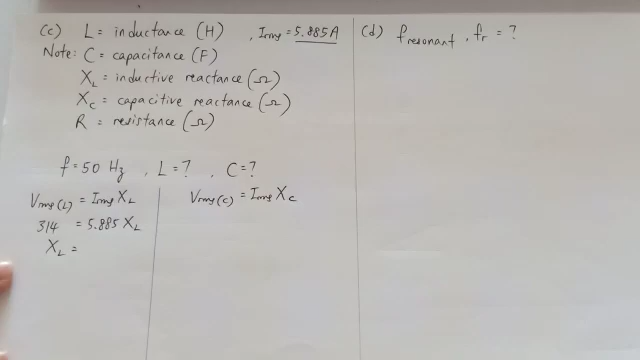 (c) L = inductance (H) , Irms = 5.885A
Note: C = capacitance (F)
XL = inductive reactance (Ω)
XC = capacitive reactance (Ω)
R = resistance (Ω)
f = 50 Hz , L = ? , C = ?
Vrms(L) = Irms XL
314 = 5.885 XL
XL =
Vrms(C) = Irms XC
(d) fresonant , fr = ?